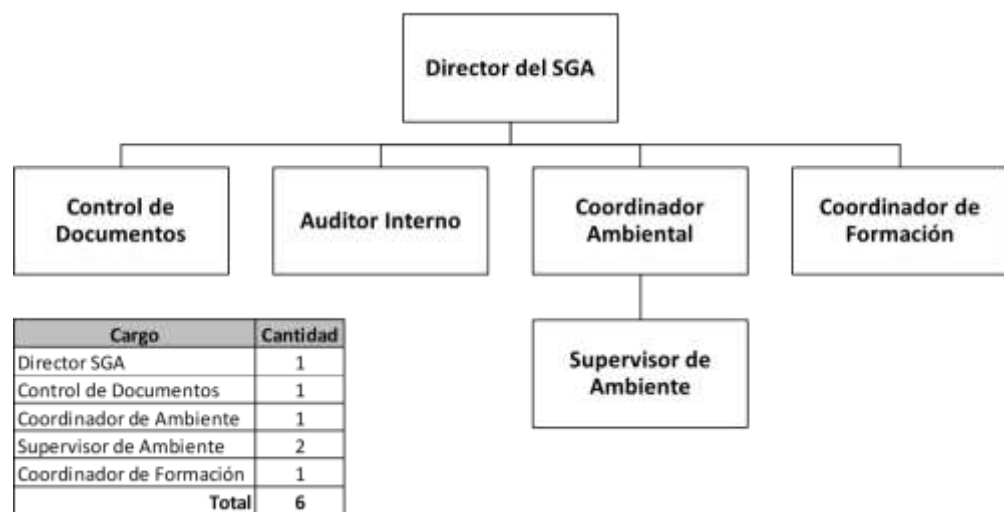 Director del SGA
Control de
Documentos
Auditor Interno
Coordinador
Ambiental
Coordinador de
Formación
Supervisor de
Ambiente
Cargo Cantidad
Director SGA 1
Control de Documentos 1
Coordinador de Ambiente 1
Supervisor de Ambiente 2
Coordinador de Formación 1
Total 6